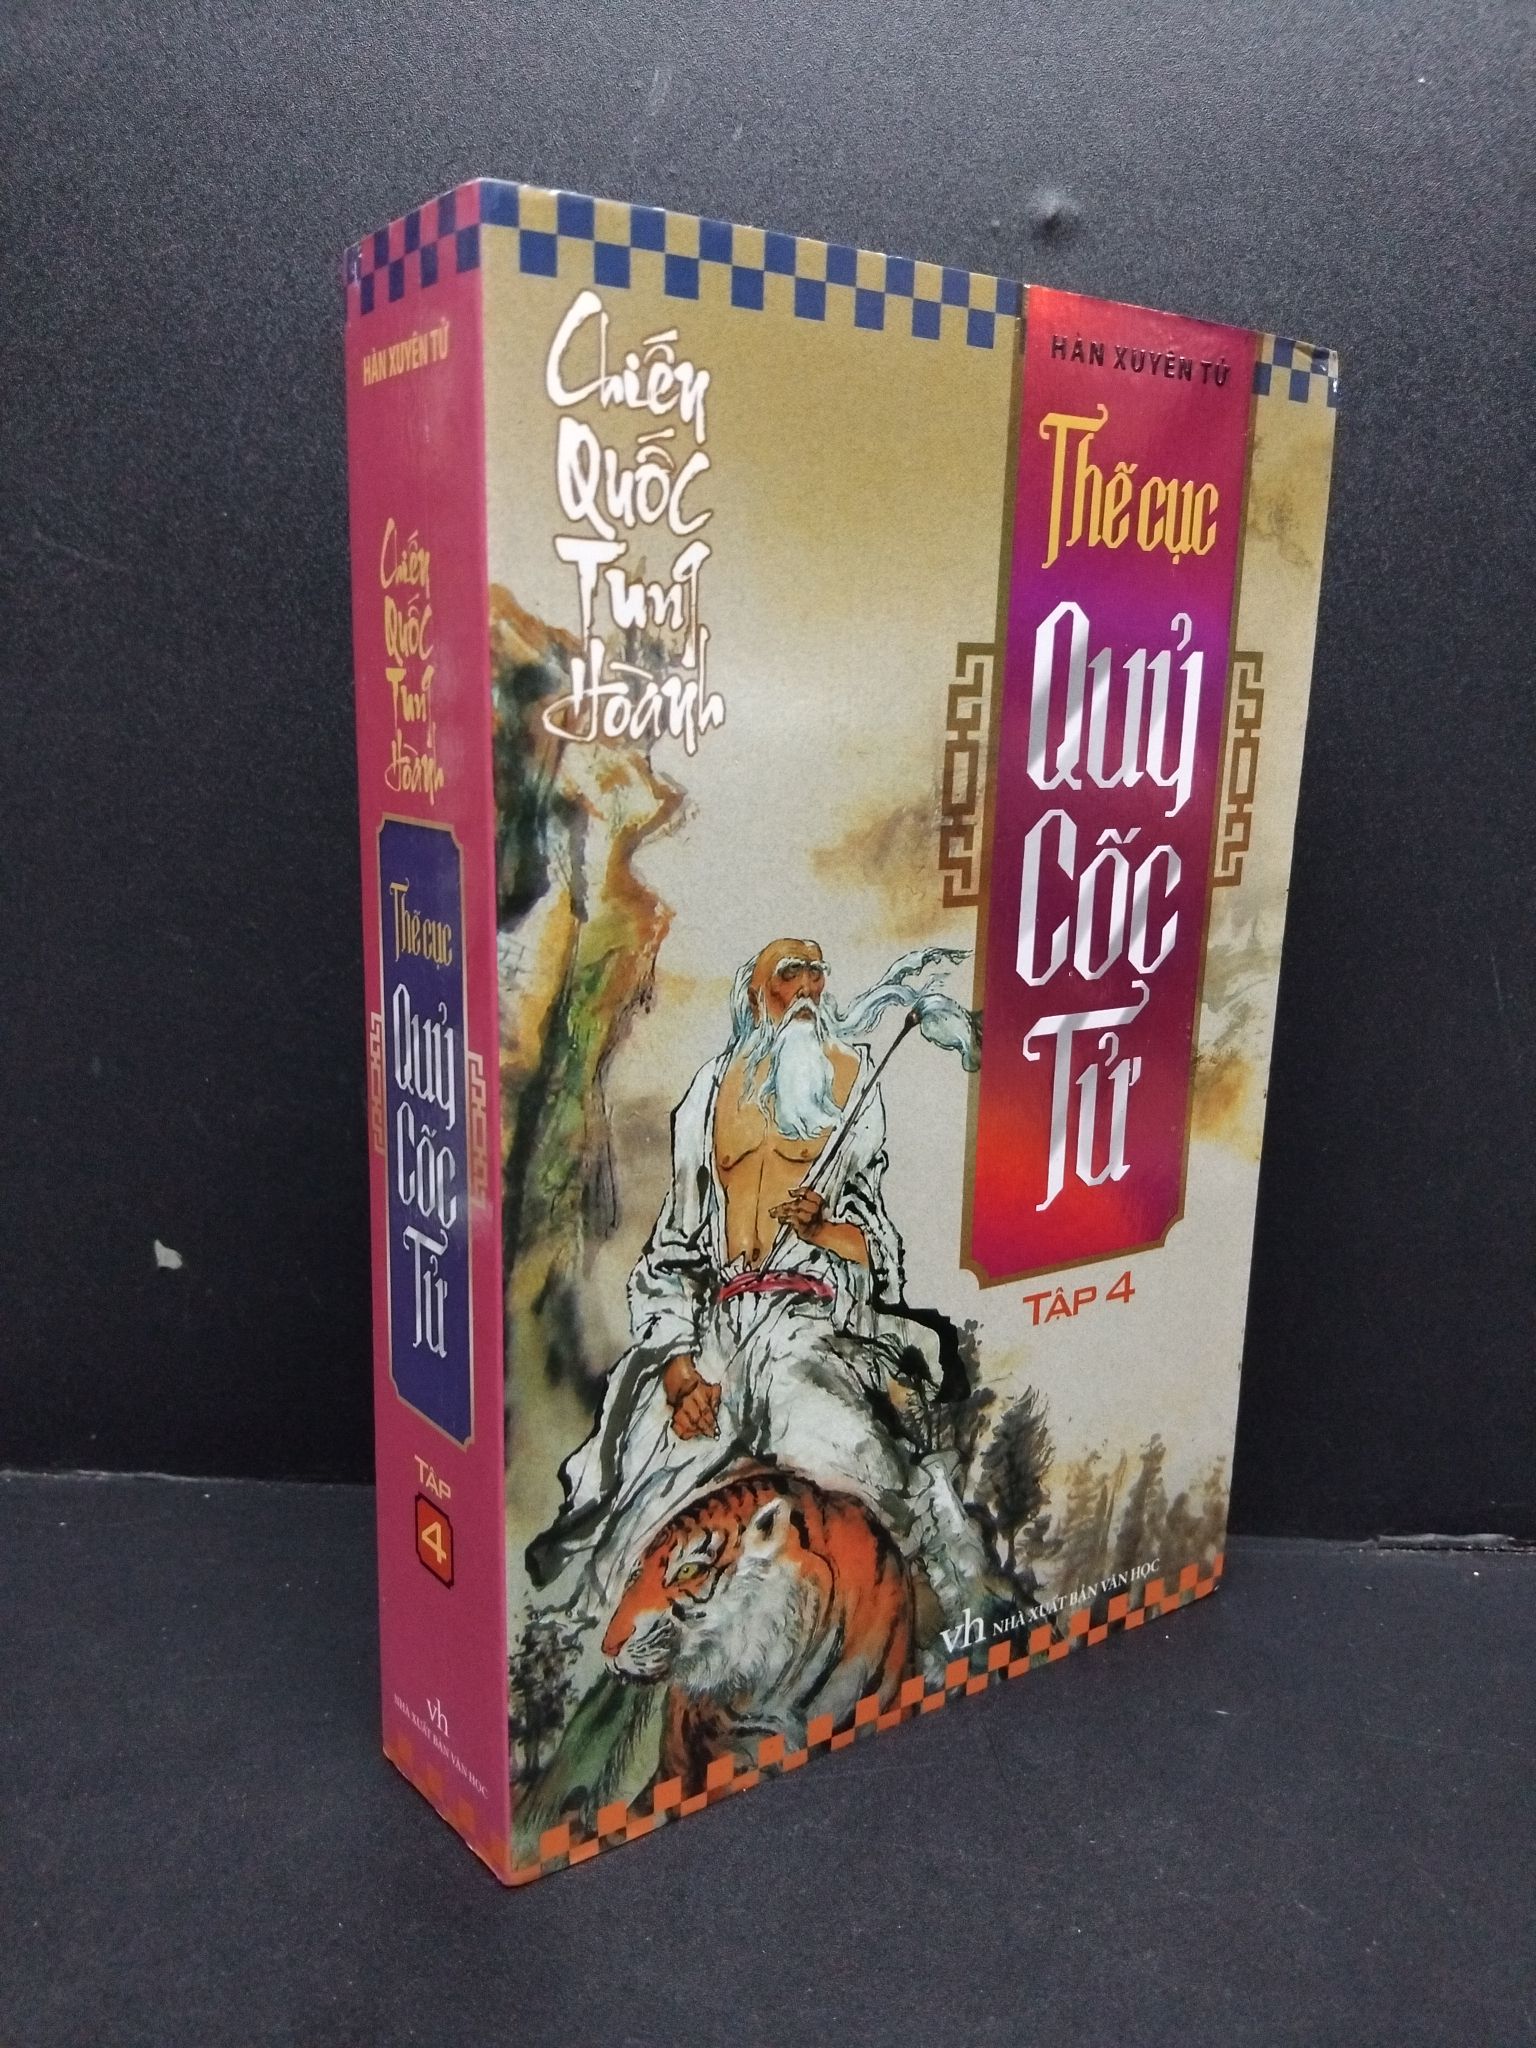 HÀN XUYÊN TỬ
Chiến
Quốc
Tung
Hoành
Thế cục
Quỷ
Cốc
Tử
TẬP
4
vh
NHÀ XUẤT BẢN VĂN HỌC
Chiến
Quốc
Tung
Hoành
HÀN XUYÊN TỬ
Thế cục
Quỷ
Cốc
Tử
TẬP 4
vh NHÀ XUẤT BẢN VĂN HỌC